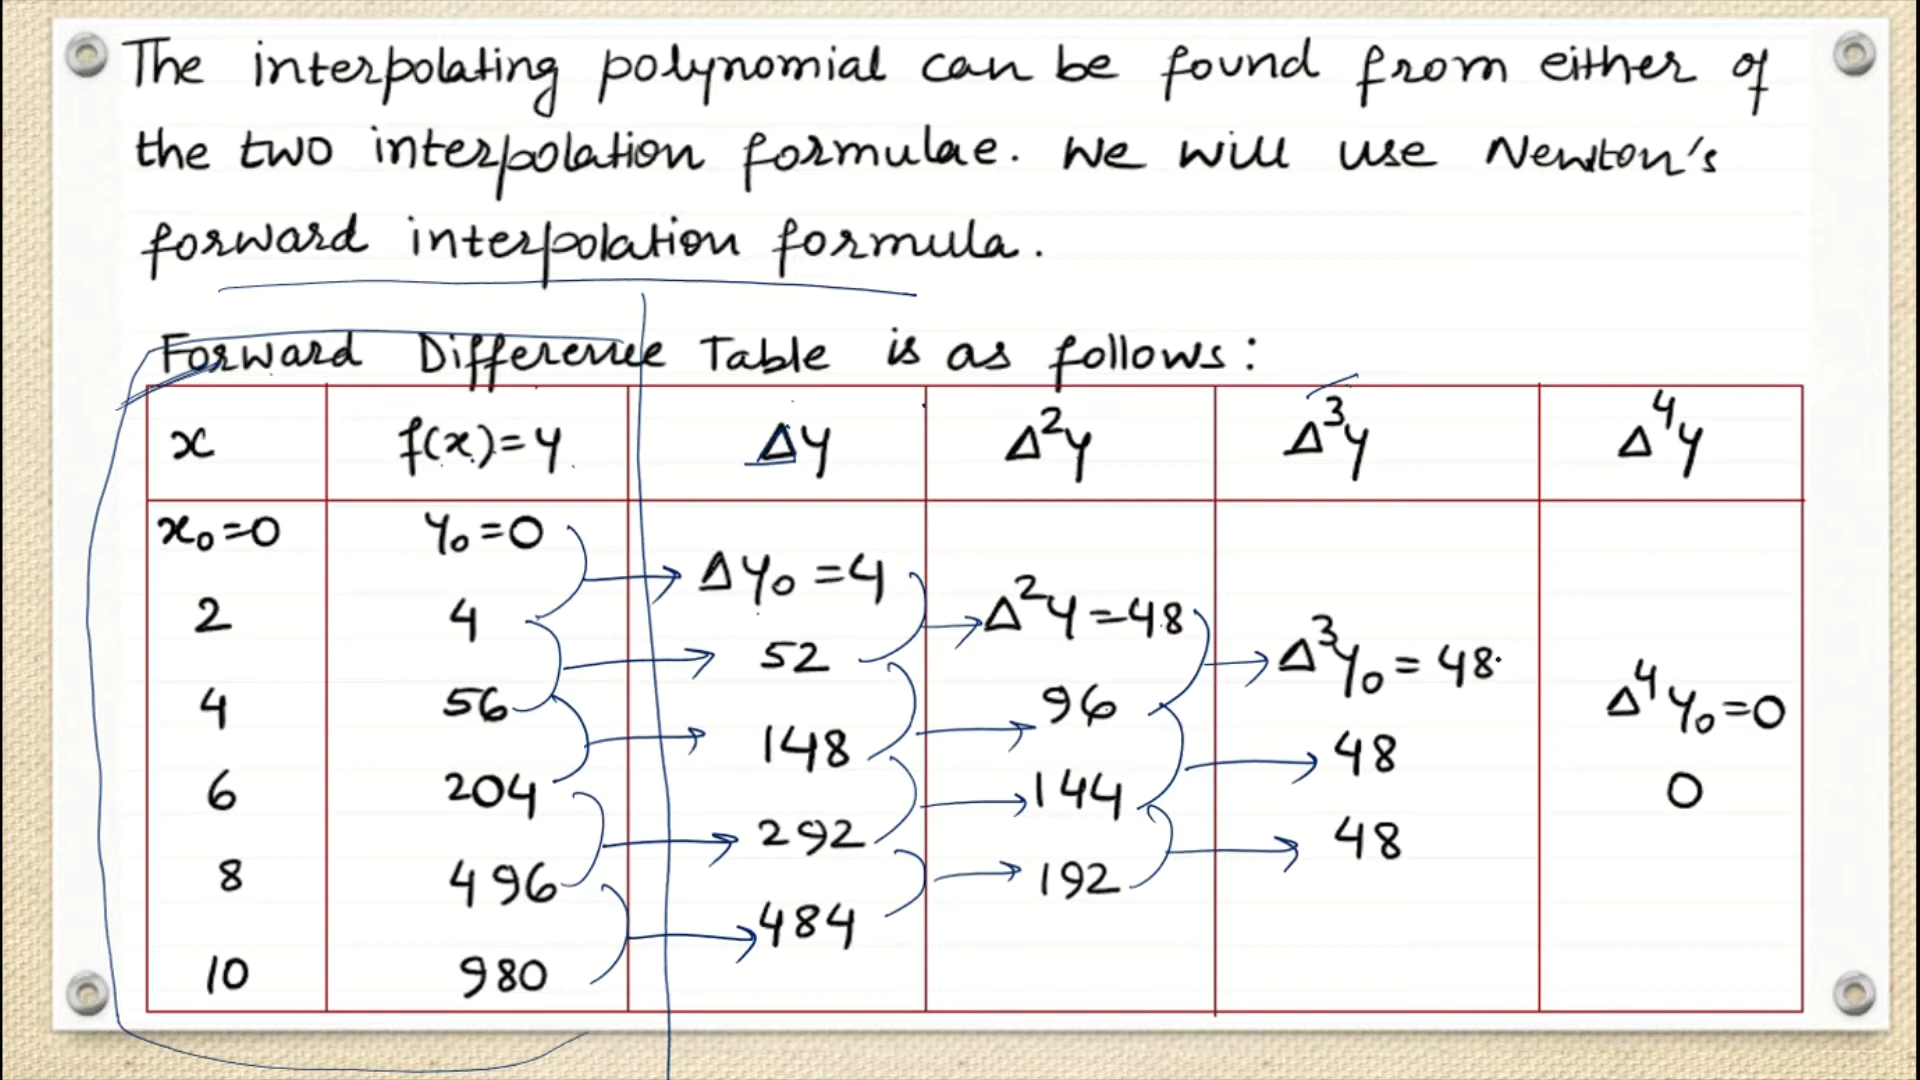 The interpolating polynomial can be found from either of
the two interpolation formulae. We will use Newton's
forward interpolation formula.
Forward Difference Table is as follows:
x f(x)=y Δy Δ²y Δ³y Δ⁴y
x₀=0 y₀=0
Δy₀=4
2 4 Δ²y=48
52 Δ³y₀=48
4 56 96 Δ⁴y₀=0
148 48
6 204 144 0
292 48
8 496 192
484
10 980